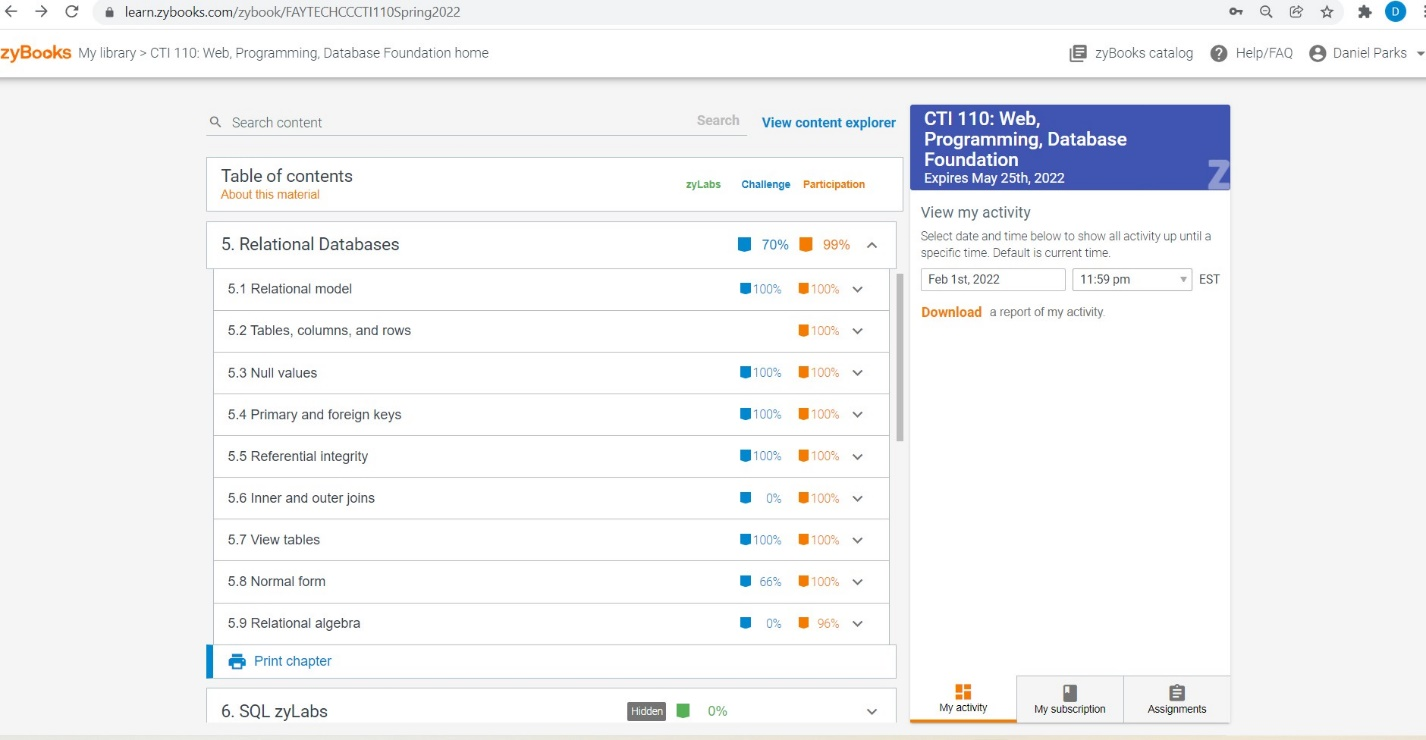 learn.zybooks.com/zybook/FAYTECHCCCTI110Spring2022
D
zyBooks My library > CTI 110: Web, Programming, Database Foundation home
zyBooks catalog Help/FAQ Daniel Parks
Search content Search View content explorer
Table of contents
About this material
zyLabs Challenge Participation
5. Relational Databases 70% 99%
5.1 Relational model 100% 100%
5.2 Tables, columns, and rows 100%
5.3 Null values 100% 100%
5.4 Primary and foreign keys 100% 100%
5.5 Referential integrity 100% 100%
5.6 Inner and outer joins 0% 100%
5.7 View tables 100% 100%
5.8 Normal form 66% 100%
5.9 Relational algebra 0% 96%
Print chapter
6. SQL zyLabs Hidden 0%
CTI 110: Web,
Programming, Database
Foundation
Expires May 25th, 2022
Z
View my activity
Select date and time below to show all activity up until a
specific time. Default is current time.
Feb 1st, 2022 11:59 pm EST
Download a report of my activity.
My activity My subscription Assignments